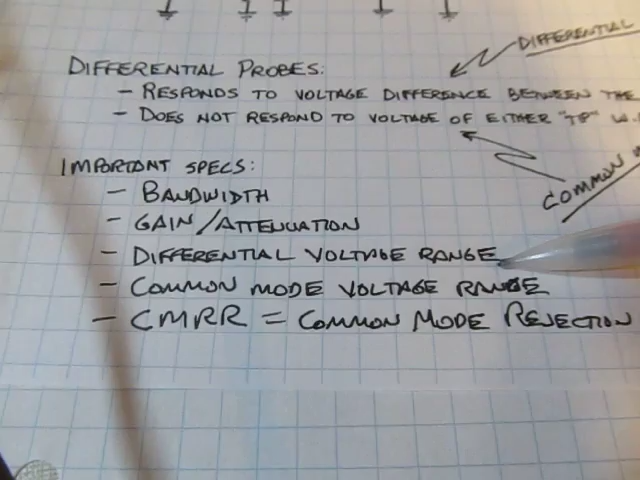 DIFFERENTIAL
DIFFERENTIAL PROBES:
- RESPONDS TO VOLTAGE DIFFERENCE BETWEEN THE
- DOES NOT RESPOND TO VOLTAGE OF EITHER "TP" W.
COMMON
IMPORTANT SPECS:
- BANDWIDTH
- GAIN/ATTENUATION
- DIFFERENTIAL VOLTAGE RANGE
- COMMON MODE VOLTAGE RANGE
- CMRR = COMMON MODE REJECTION